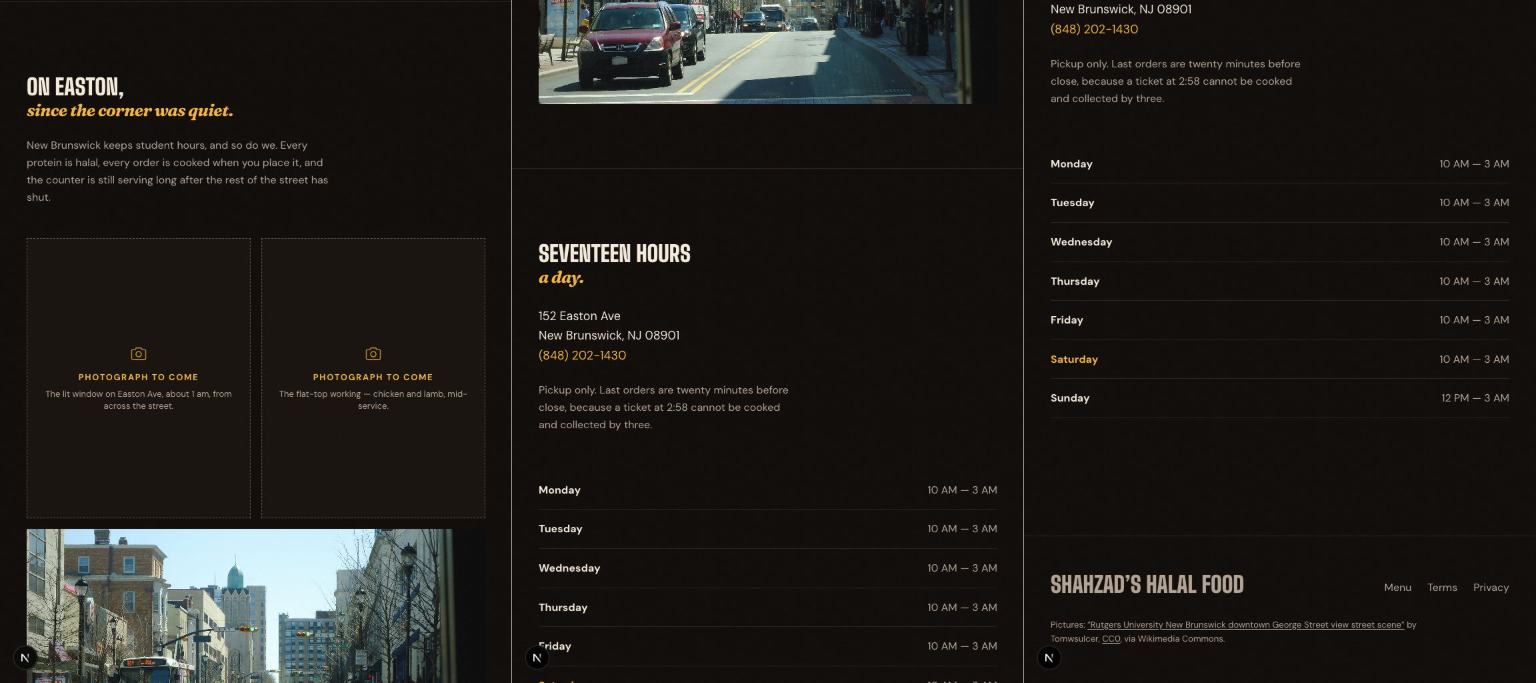 ON EASTON,
since the corner was quiet.
New Brunswick keeps student hours, and so do we. Every
protein is halal, every order is cooked when you place it, and
the counter is still serving long after the rest of the street has
shut.
PHOTOGRAPH TO COME
The lit window on Easton Ave, about 1 am, from
across the street.
PHOTOGRAPH TO COME
The flat-top working — chicken and lamb, mid-
service.
N
SEVENTEEN HOURS
a day.
152 Easton Ave
New Brunswick, NJ 08901
(848) 202-1430
Pickup only. Last orders are twenty minutes before
close, because a ticket at 2:58 cannot be cooked
and collected by three.
Monday 10 AM — 3 AM
Tuesday 10 AM — 3 AM
Wednesday 10 AM — 3 AM
Thursday 10 AM — 3 AM
Friday 10 AM — 3 AM
N
New Brunswick, NJ 08901
(848) 202-1430
Pickup only. Last orders are twenty minutes before
close, because a ticket at 2:58 cannot be cooked
and collected by three.
Monday 10 AM — 3 AM
Tuesday 10 AM — 3 AM
Wednesday 10 AM — 3 AM
Thursday 10 AM — 3 AM
Friday 10 AM — 3 AM
Saturday 10 AM — 3 AM
Sunday 12 PM — 3 AM
SHAHZAD'S HALAL FOOD
Menu Terms Privacy
Pictures: "Rutgers University New Brunswick downtown George Street view street scene" by
Tomwsulcer, CC0, via Wikimedia Commons.
N